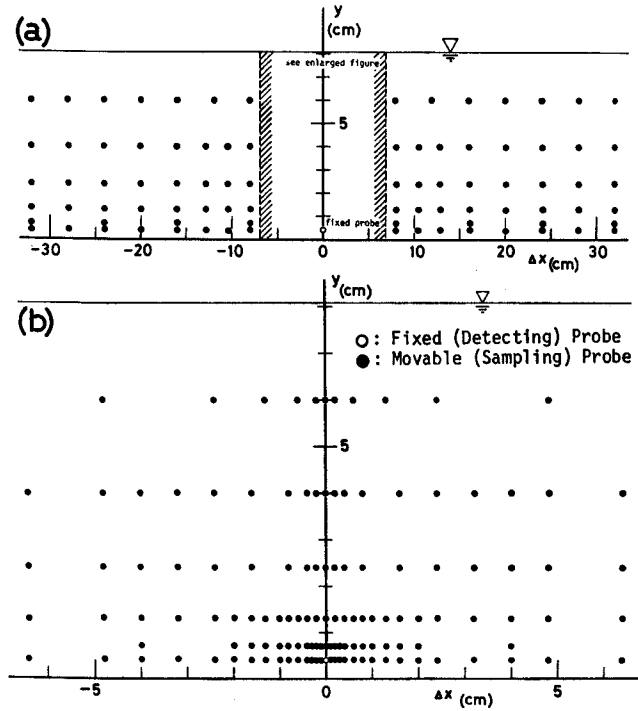 (a)
y
(cm)
see enlarged figure
5
fixed probe
-30 -20 -10 0 10 20 30
Δx (cm)
(b)
y
(cm)
○ : Fixed (Detecting) Probe
● : Movable (Sampling) Probe
5
-5 0 5
Δx (cm)